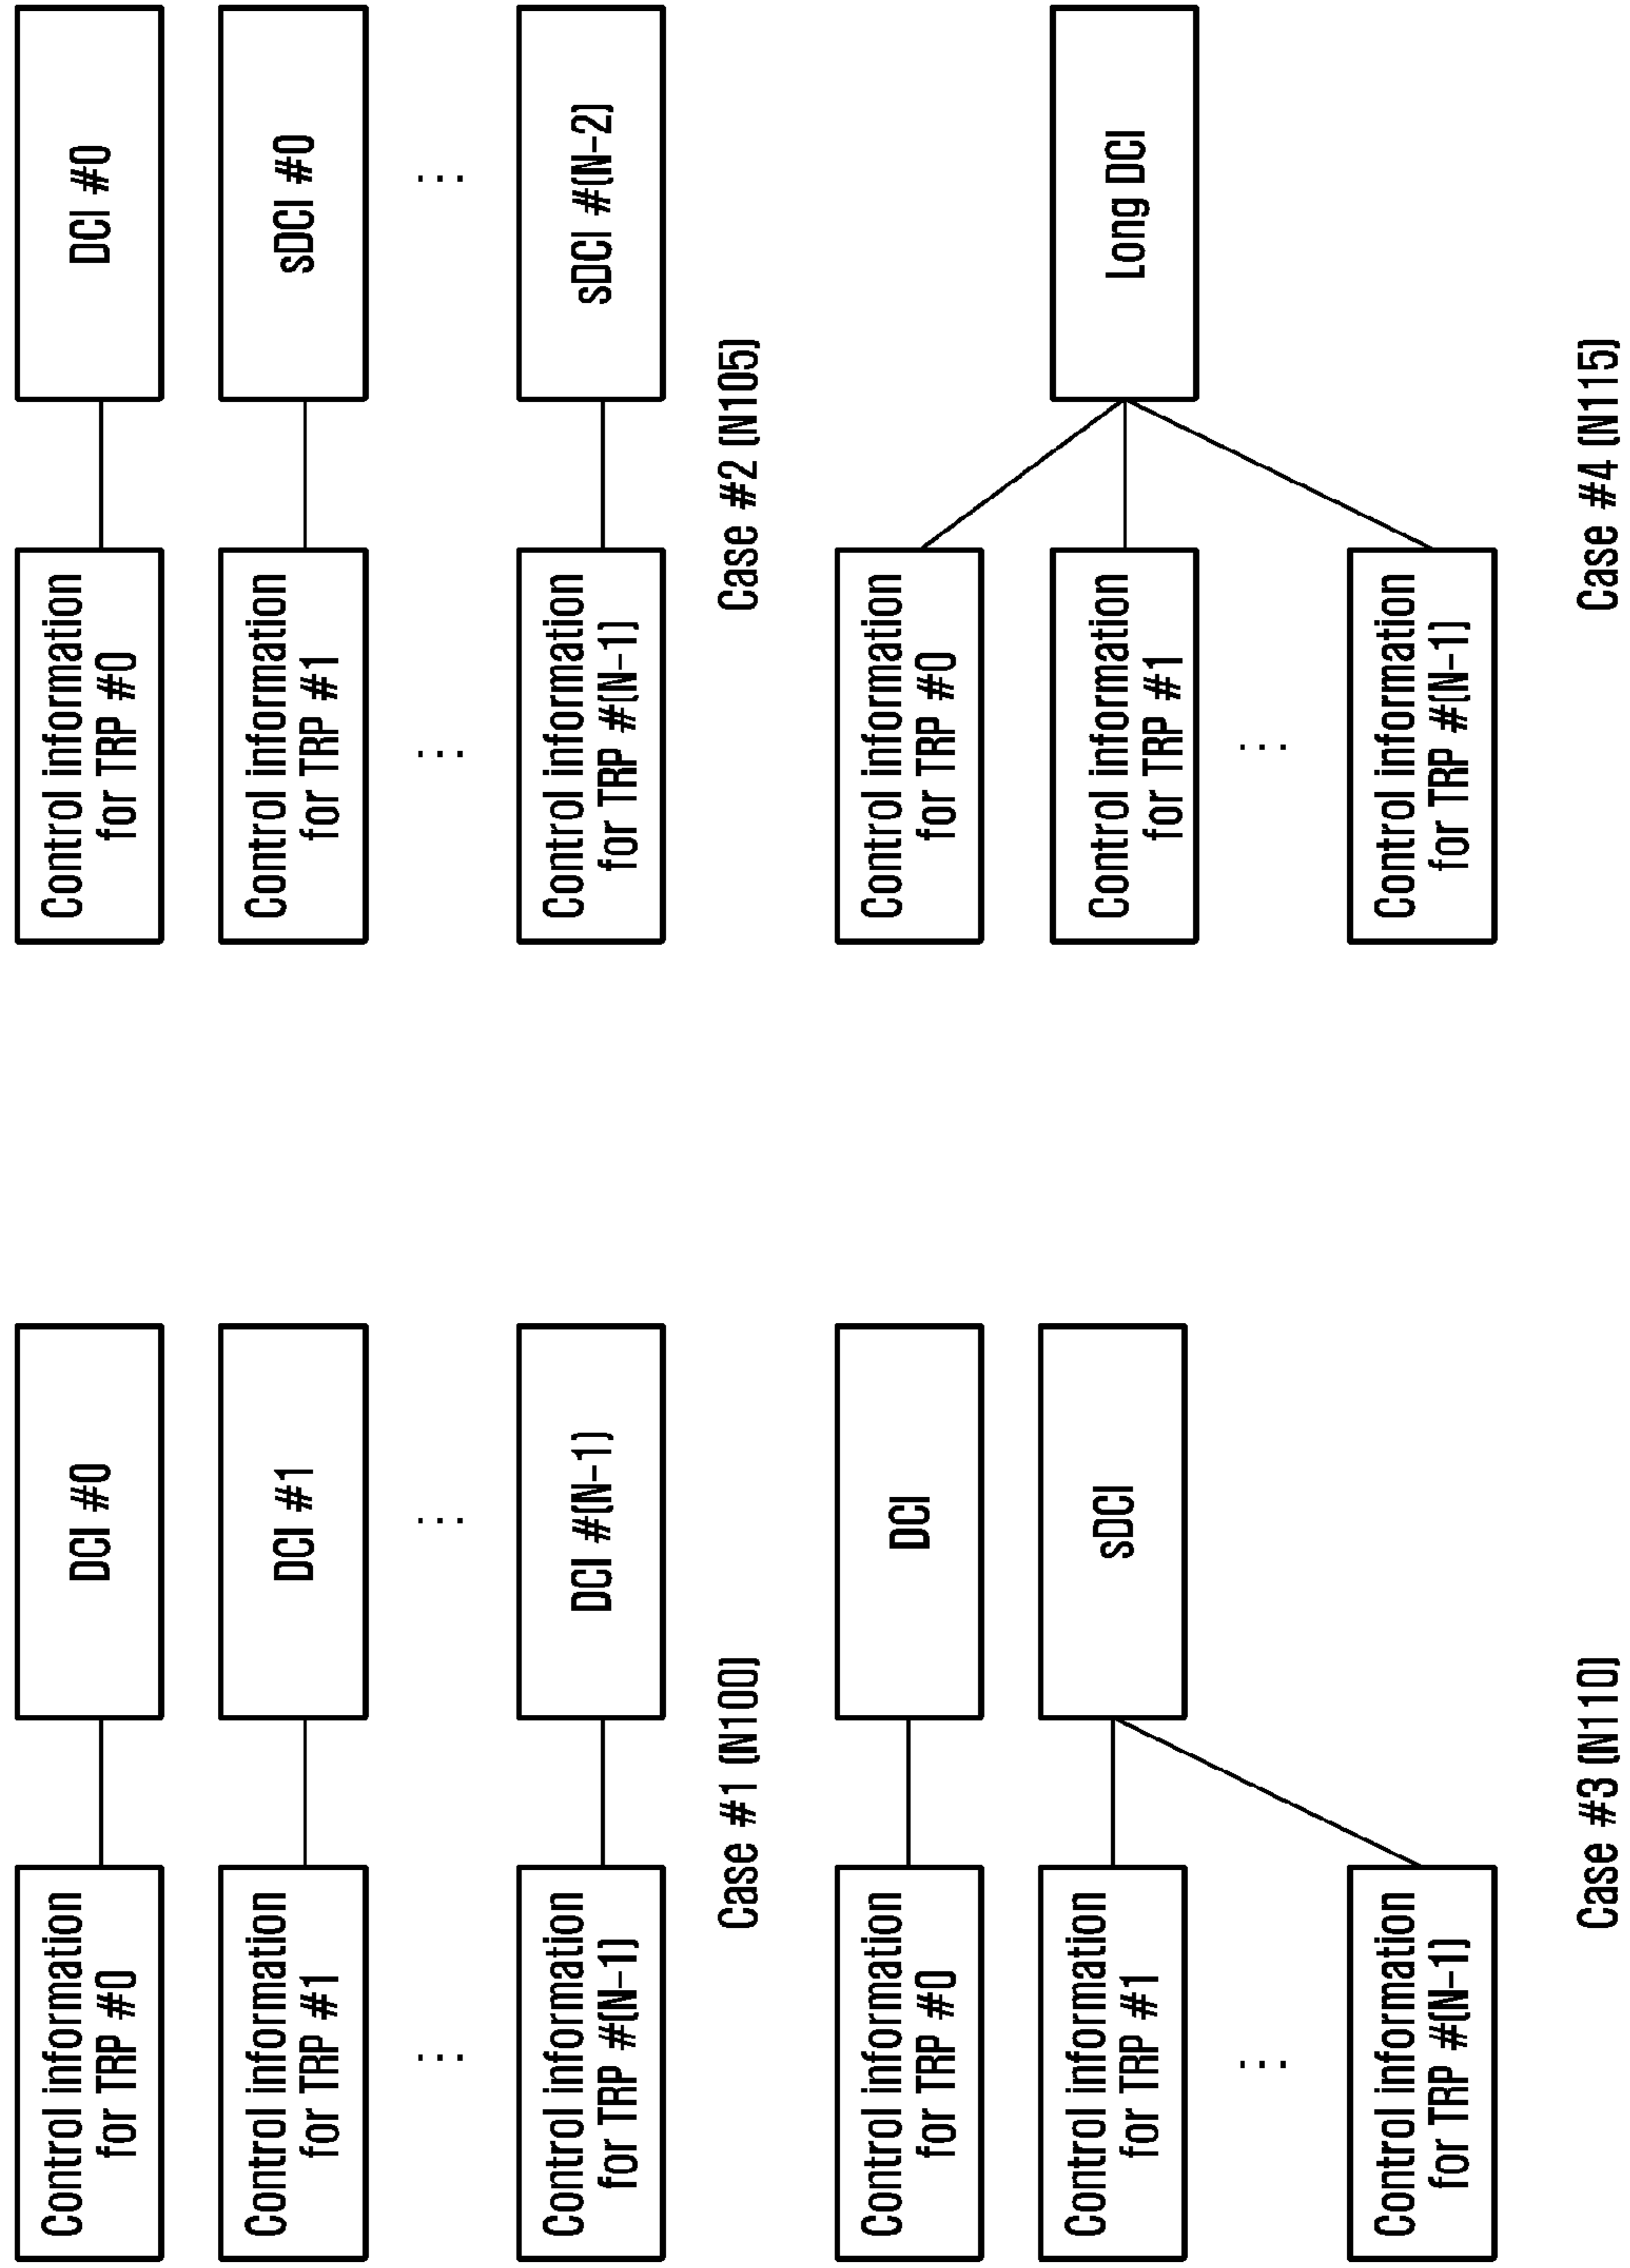 Control information
for TRP #0
DCI #0
Control information
for TRP #1
DCI #1
...
...
Control information
for TRP #(N-1)
DCI #(N-1)
Case #1 (N100)
Control information
for TRP #0
DCI #0
Control information
for TRP #1
sDCI #0
...
...
Control information
for TRP #(N-1)
sDCI #(N-2)
Case #2 (N105)
Control information
for TRP #0
DCI
Control information
for TRP #1
sDCI
...
Control information
for TRP #(N-1)
Case #3 (N110)
Control information
for TRP #0
Control information
for TRP #1
Long DCI
...
Control information
for TRP #(N-1)
Case #4 (N115)